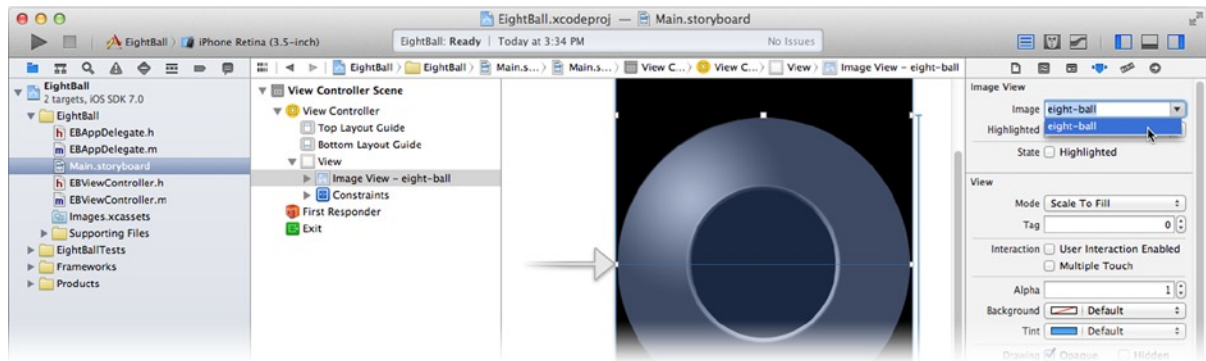 EightBall.xcodeproj — Main.storyboard
EightBall 〉 iPhone Retina (3.5-inch)
EightBall: Ready | Today at 3:34 PM
No Issues
EightBall 〉 EightBall 〉 Main.s... 〉 Main.s... 〉 View C... 〉 View C... 〉 View 〉 Image View – eight-ball
EightBall
2 targets, iOS SDK 7.0
EightBall
EBAppDelegate.h
EBAppDelegate.m
Main.storyboard
EBViewController.h
EBViewController.m
Images.xcassets
Supporting Files
EightBallTests
Frameworks
Products
View Controller Scene
View Controller
Top Layout Guide
Bottom Layout Guide
View
Image View – eight-ball
Constraints
First Responder
Exit
Image View
Image eight-ball
eight-ball
Highlighted
State Highlighted
View
Mode Scale To Fill
Tag 0
Interaction User Interaction Enabled
Multiple Touch
Alpha 1
Background Default
Tint Default
Drawing Opaque Hidden